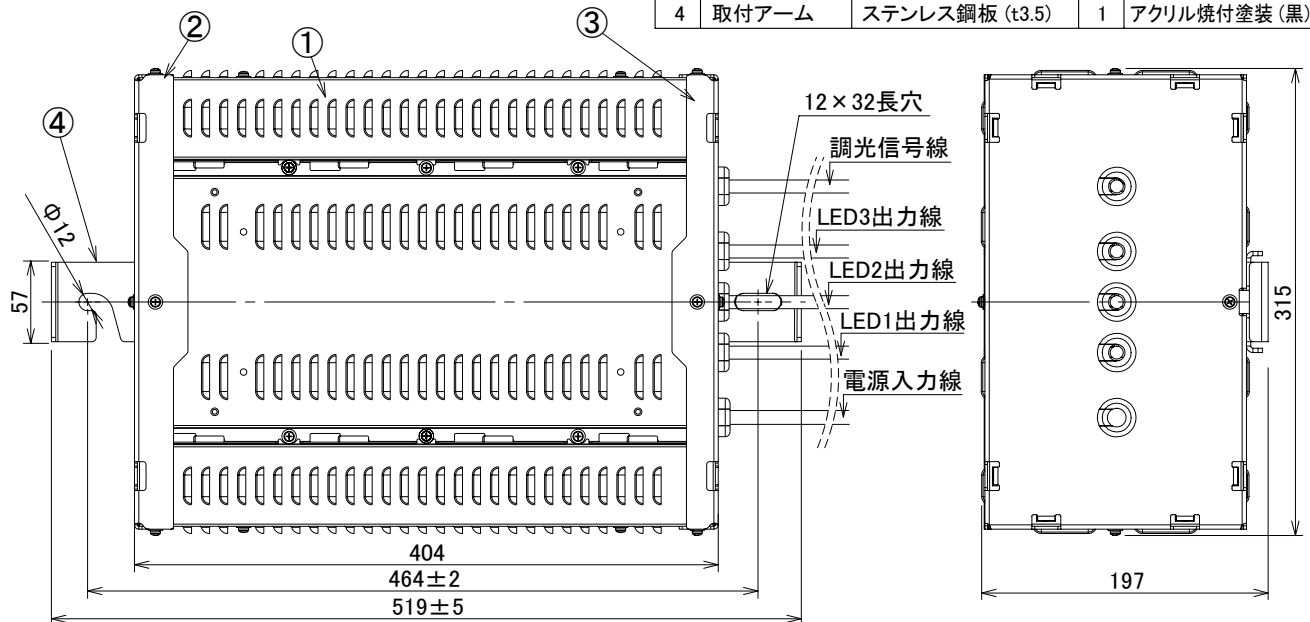 4 取付アーム ステンレス鋼板 (t3.5) 1 アクリル焼付塗装 (黒)
② ① ③
④
12×32長穴
調光信号線
LED3出力線
LED2出力線
LED1出力線
電源入力線
Φ12
57
315
404
464±2
519±5
197